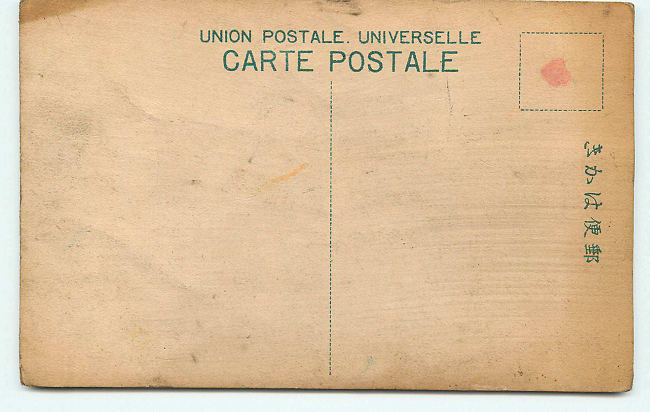 UNION POSTALE. UNIVERSELLE
CARTE POSTALE
郵便はかき